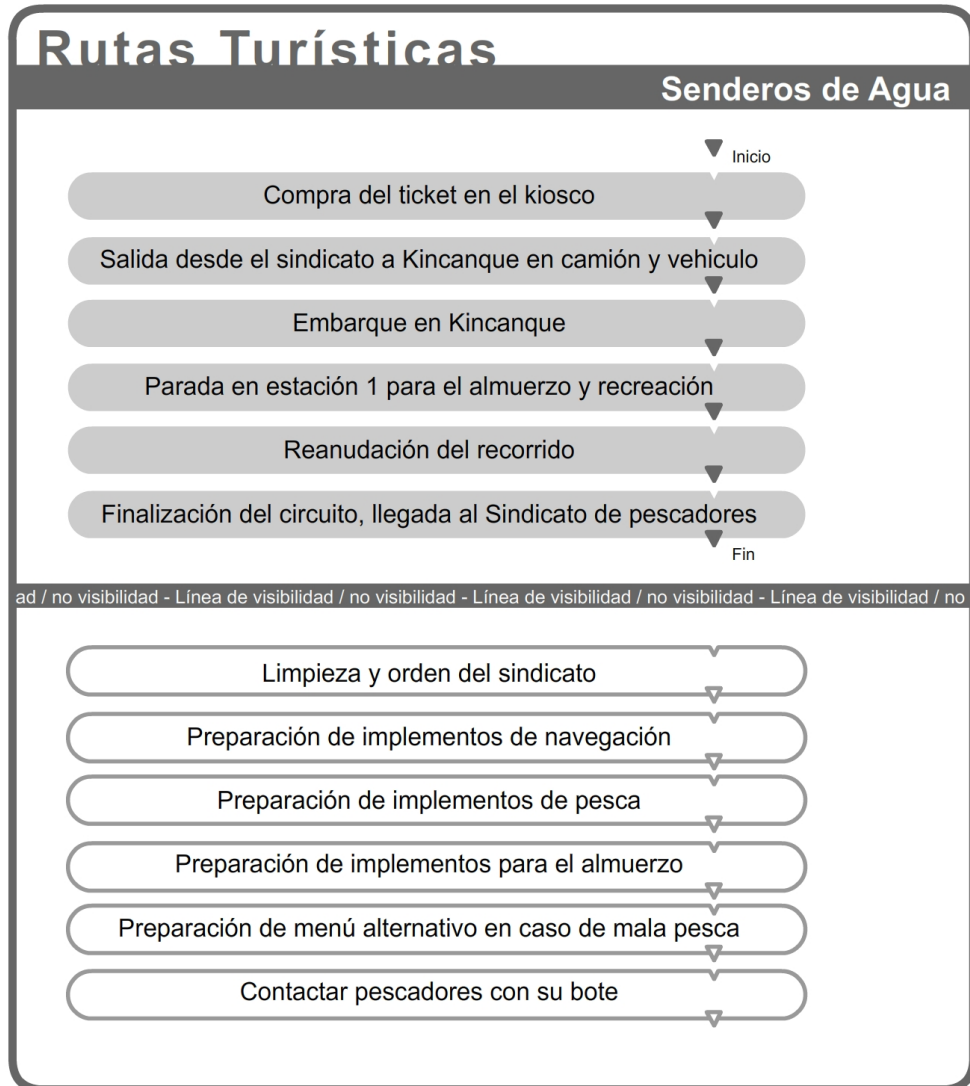 Rutas Turísticas
Senderos de Agua
Inicio
Compra del ticket en el kiosco
Salida desde el sindicato a Kincanque en camión y vehiculo
Embarque en Kincanque
Parada en estación 1 para el almuerzo y recreación
Reanudación del recorrido
Finalización del circuito, llegada al Sindicato de pescadores
Fin
ad / no visibilidad - Línea de visibilidad / no visibilidad - Línea de visibilidad / no visibilidad - Línea de visibilidad / no
Limpieza y orden del sindicato
Preparación de implementos de navegación
Preparación de implementos de pesca
Preparación de implementos para el almuerzo
Preparación de menú alternativo en caso de mala pesca
Contactar pescadores con su bote